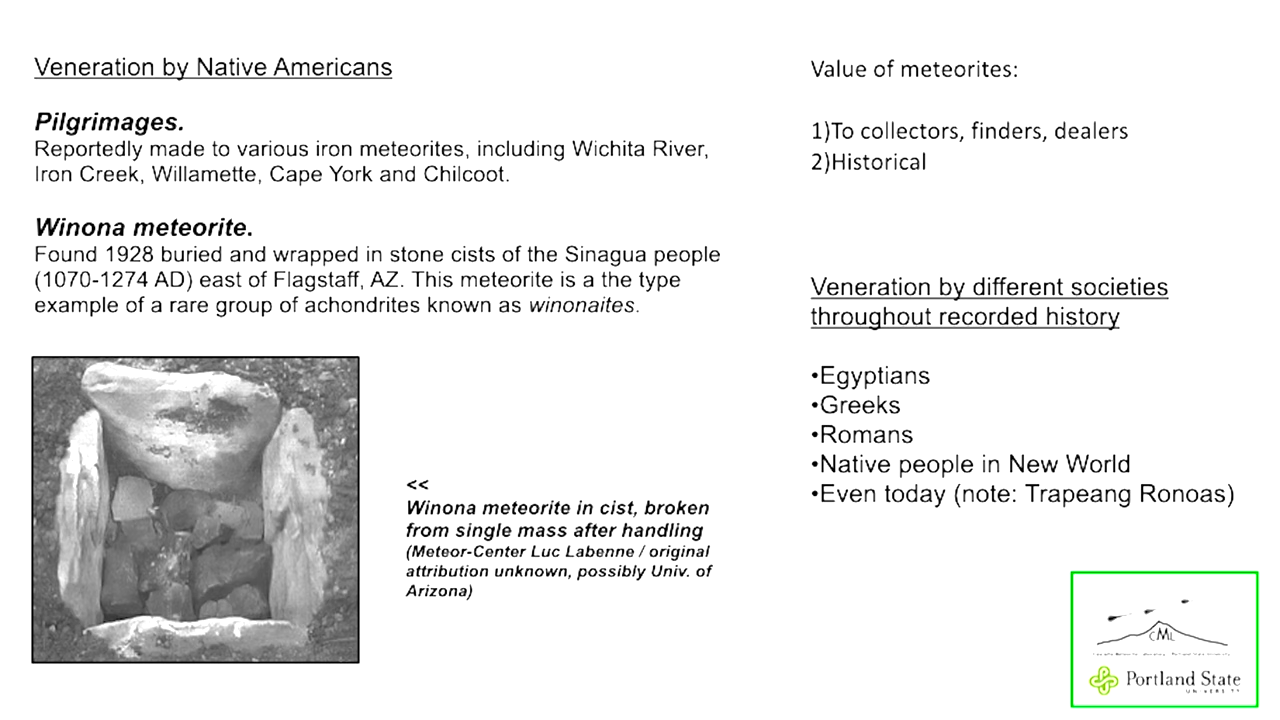 Veneration by Native Americans
Pilgrimages.
Reportedly made to various iron meteorites, including Wichita River,
Iron Creek, Willamette, Cape York and Chilcoot.
Winona meteorite.
Found 1928 buried and wrapped in stone cists of the Sinagua people
(1070-1274 AD) east of Flagstaff, AZ. This meteorite is a the type
example of a rare group of achondrites known as winonaites.
<<
Winona meteorite in cist, broken
from single mass after handling
(Meteor-Center Luc Labenne / original
attribution unknown, possibly Univ. of
Arizona)
Value of meteorites:
1)To collectors, finders, dealers
2)Historical
Veneration by different societies
throughout recorded history
•Egyptians
•Greeks
•Romans
•Native people in New World
•Even today (note: Trapeang Ronoas)
CML
Portland State
UNIVERSITY